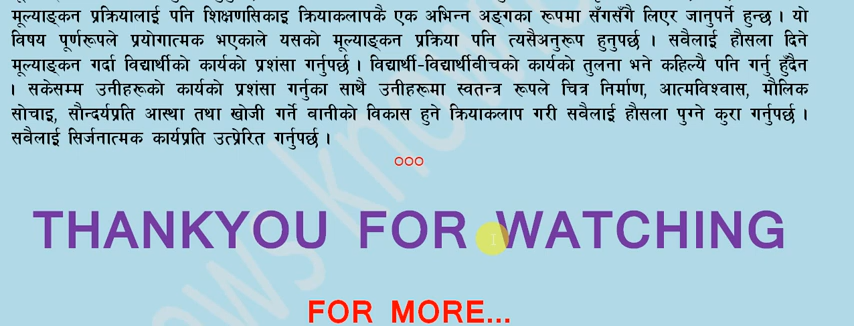 मूल्याङ्कन प्रक्रियालाई पनि शिक्षणसिकाइ क्रियाकलापकै एक अभिन्न अङ्गका रूपमा सँगसँगै लिएर जानुपर्ने हुन्छ । यो
विषय पूर्णरूपले प्रयोगात्मक भएकाले यसको मूल्याङ्कन प्रक्रिया पनि त्यसैअनुरूप हुनुपर्छ । सबैलाई हौसला दिने
मूल्याङ्कन गर्दा विद्यार्थीको कार्यको प्रशंसा गर्नुपर्छ । विद्यार्थी-विद्यार्थीवीचको कार्यको तुलना भने कहिल्यै पनि गर्नु हुँदैन
। सकेसम्म उनीहरूको कार्यको प्रशंसा गर्नुका साथै उनीहरूमा स्वतन्त्र रूपले चित्र निर्माण, आत्मविश्वास, मौलिक
सोचाइ, सौन्दर्यप्रति आस्था तथा खोजी गर्ने वानीको विकास हुने क्रियाकलाप गरी सबैलाई हौसला पुग्ने कुरा गर्नुपर्छ ।
सबैलाई सिर्जनात्मक कार्यप्रति उत्प्रेरित गर्नुपर्छ ।
०००
THANKYOU FOR WATCHING
FOR MORE...